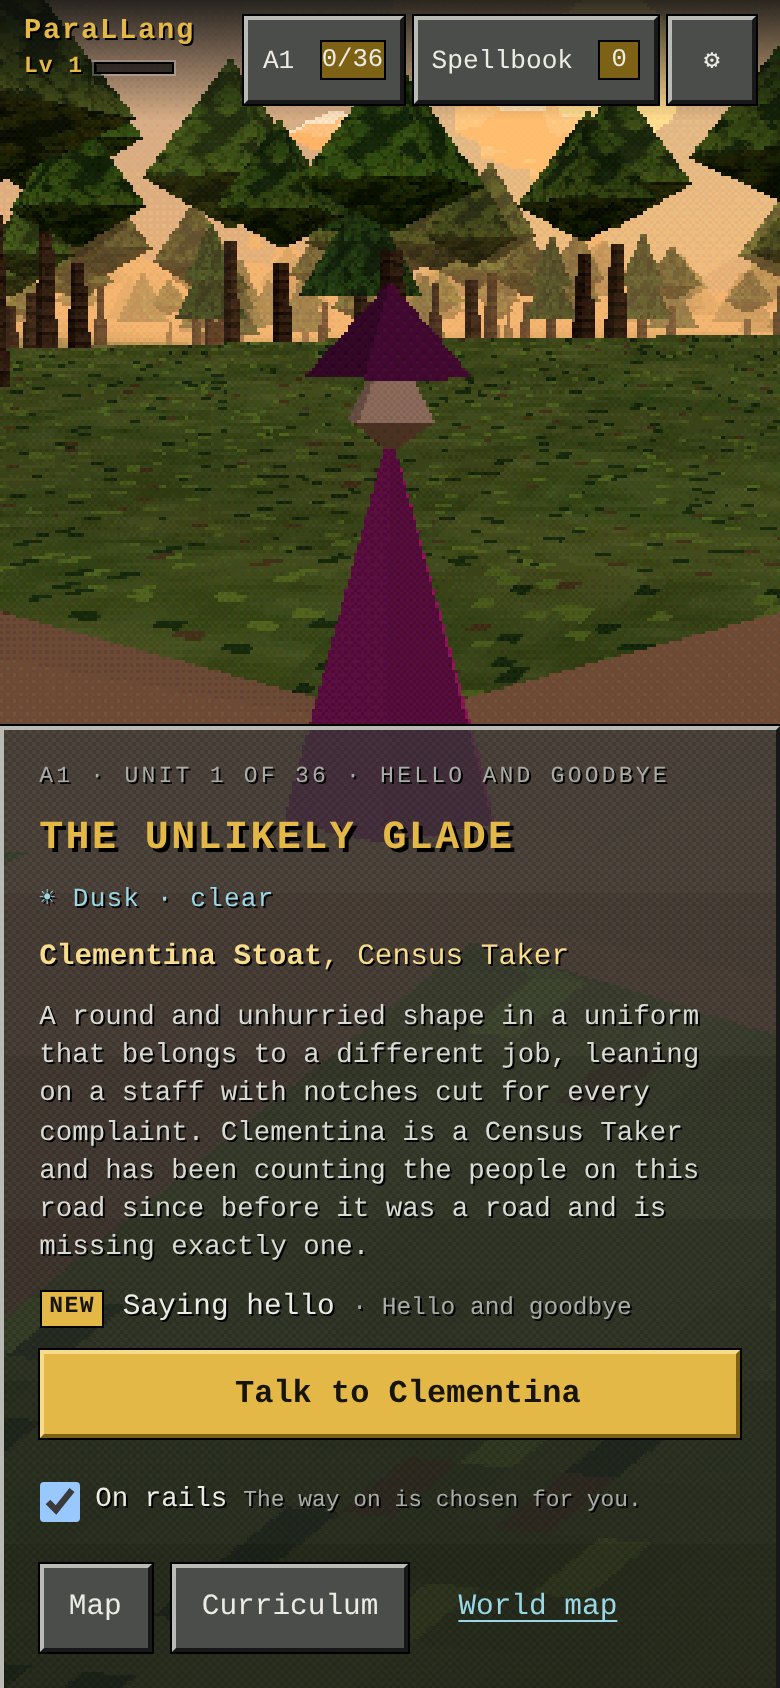 ParaLLang
Lv 1
A1 0/36
Spellbook 0
⚙
A1 · UNIT 1 OF 36 · HELLO AND GOODBYE
THE UNLIKELY GLADE
☀ Dusk · clear
Clementina Stoat, Census Taker
A round and unhurried shape in a uniform
that belongs to a different job, leaning
on a staff with notches cut for every
complaint. Clementina is a Census Taker
and has been counting the people on this
road since before it was a road and is
missing exactly one.
NEW Saying hello · Hello and goodbye
Talk to Clementina
On rails The way on is chosen for you.
Map Curriculum World map